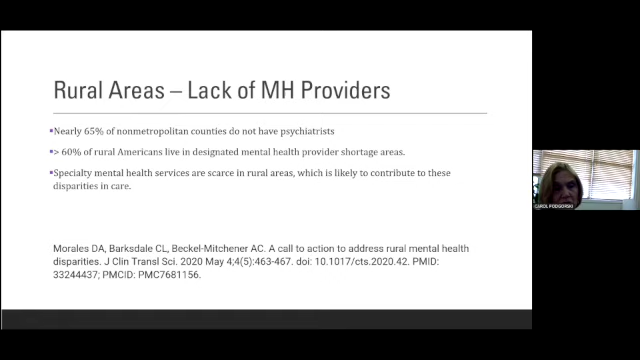 Rural Areas – Lack of MH Providers
▪Nearly 65% of nonmetropolitan counties do not have psychiatrists
▪> 60% of rural Americans live in designated mental health provider shortage areas.
▪Specialty mental health services are scarce in rural areas, which is likely to contribute to these
disparities in care.
Morales DA, Barksdale CL, Beckel-Mitchener AC. A call to action to address rural mental health
disparities. J Clin Transl Sci. 2020 May 4;4(5):463-467. doi: 10.1017/cts.2020.42. PMID:
33244437; PMCID: PMC7681156.
CAROL PODGORSKI